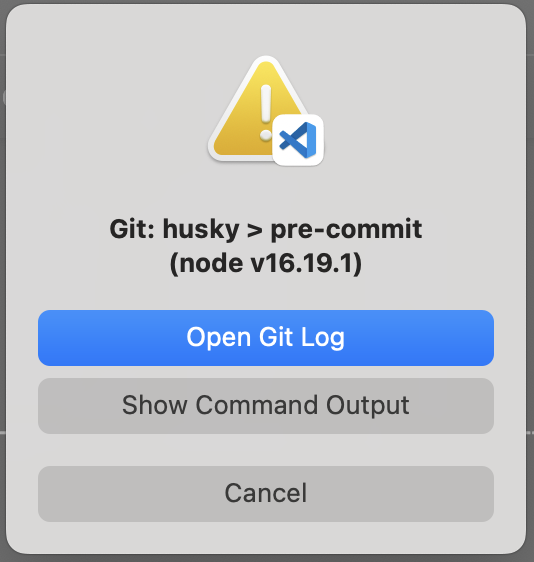 Git: husky > pre-commit
(node v16.19.1)
Open Git Log
Show Command Output
Cancel